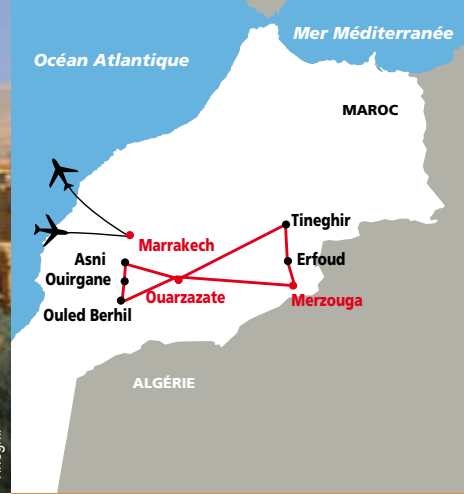 Mer Méditerranée
Océan Atlantique
MAROC
Tineghir
Marrakech
Asni
Erfoud
Ouirgane
Ouarzazate
Merzouga
Ouled Berhil
ALGÉRIE